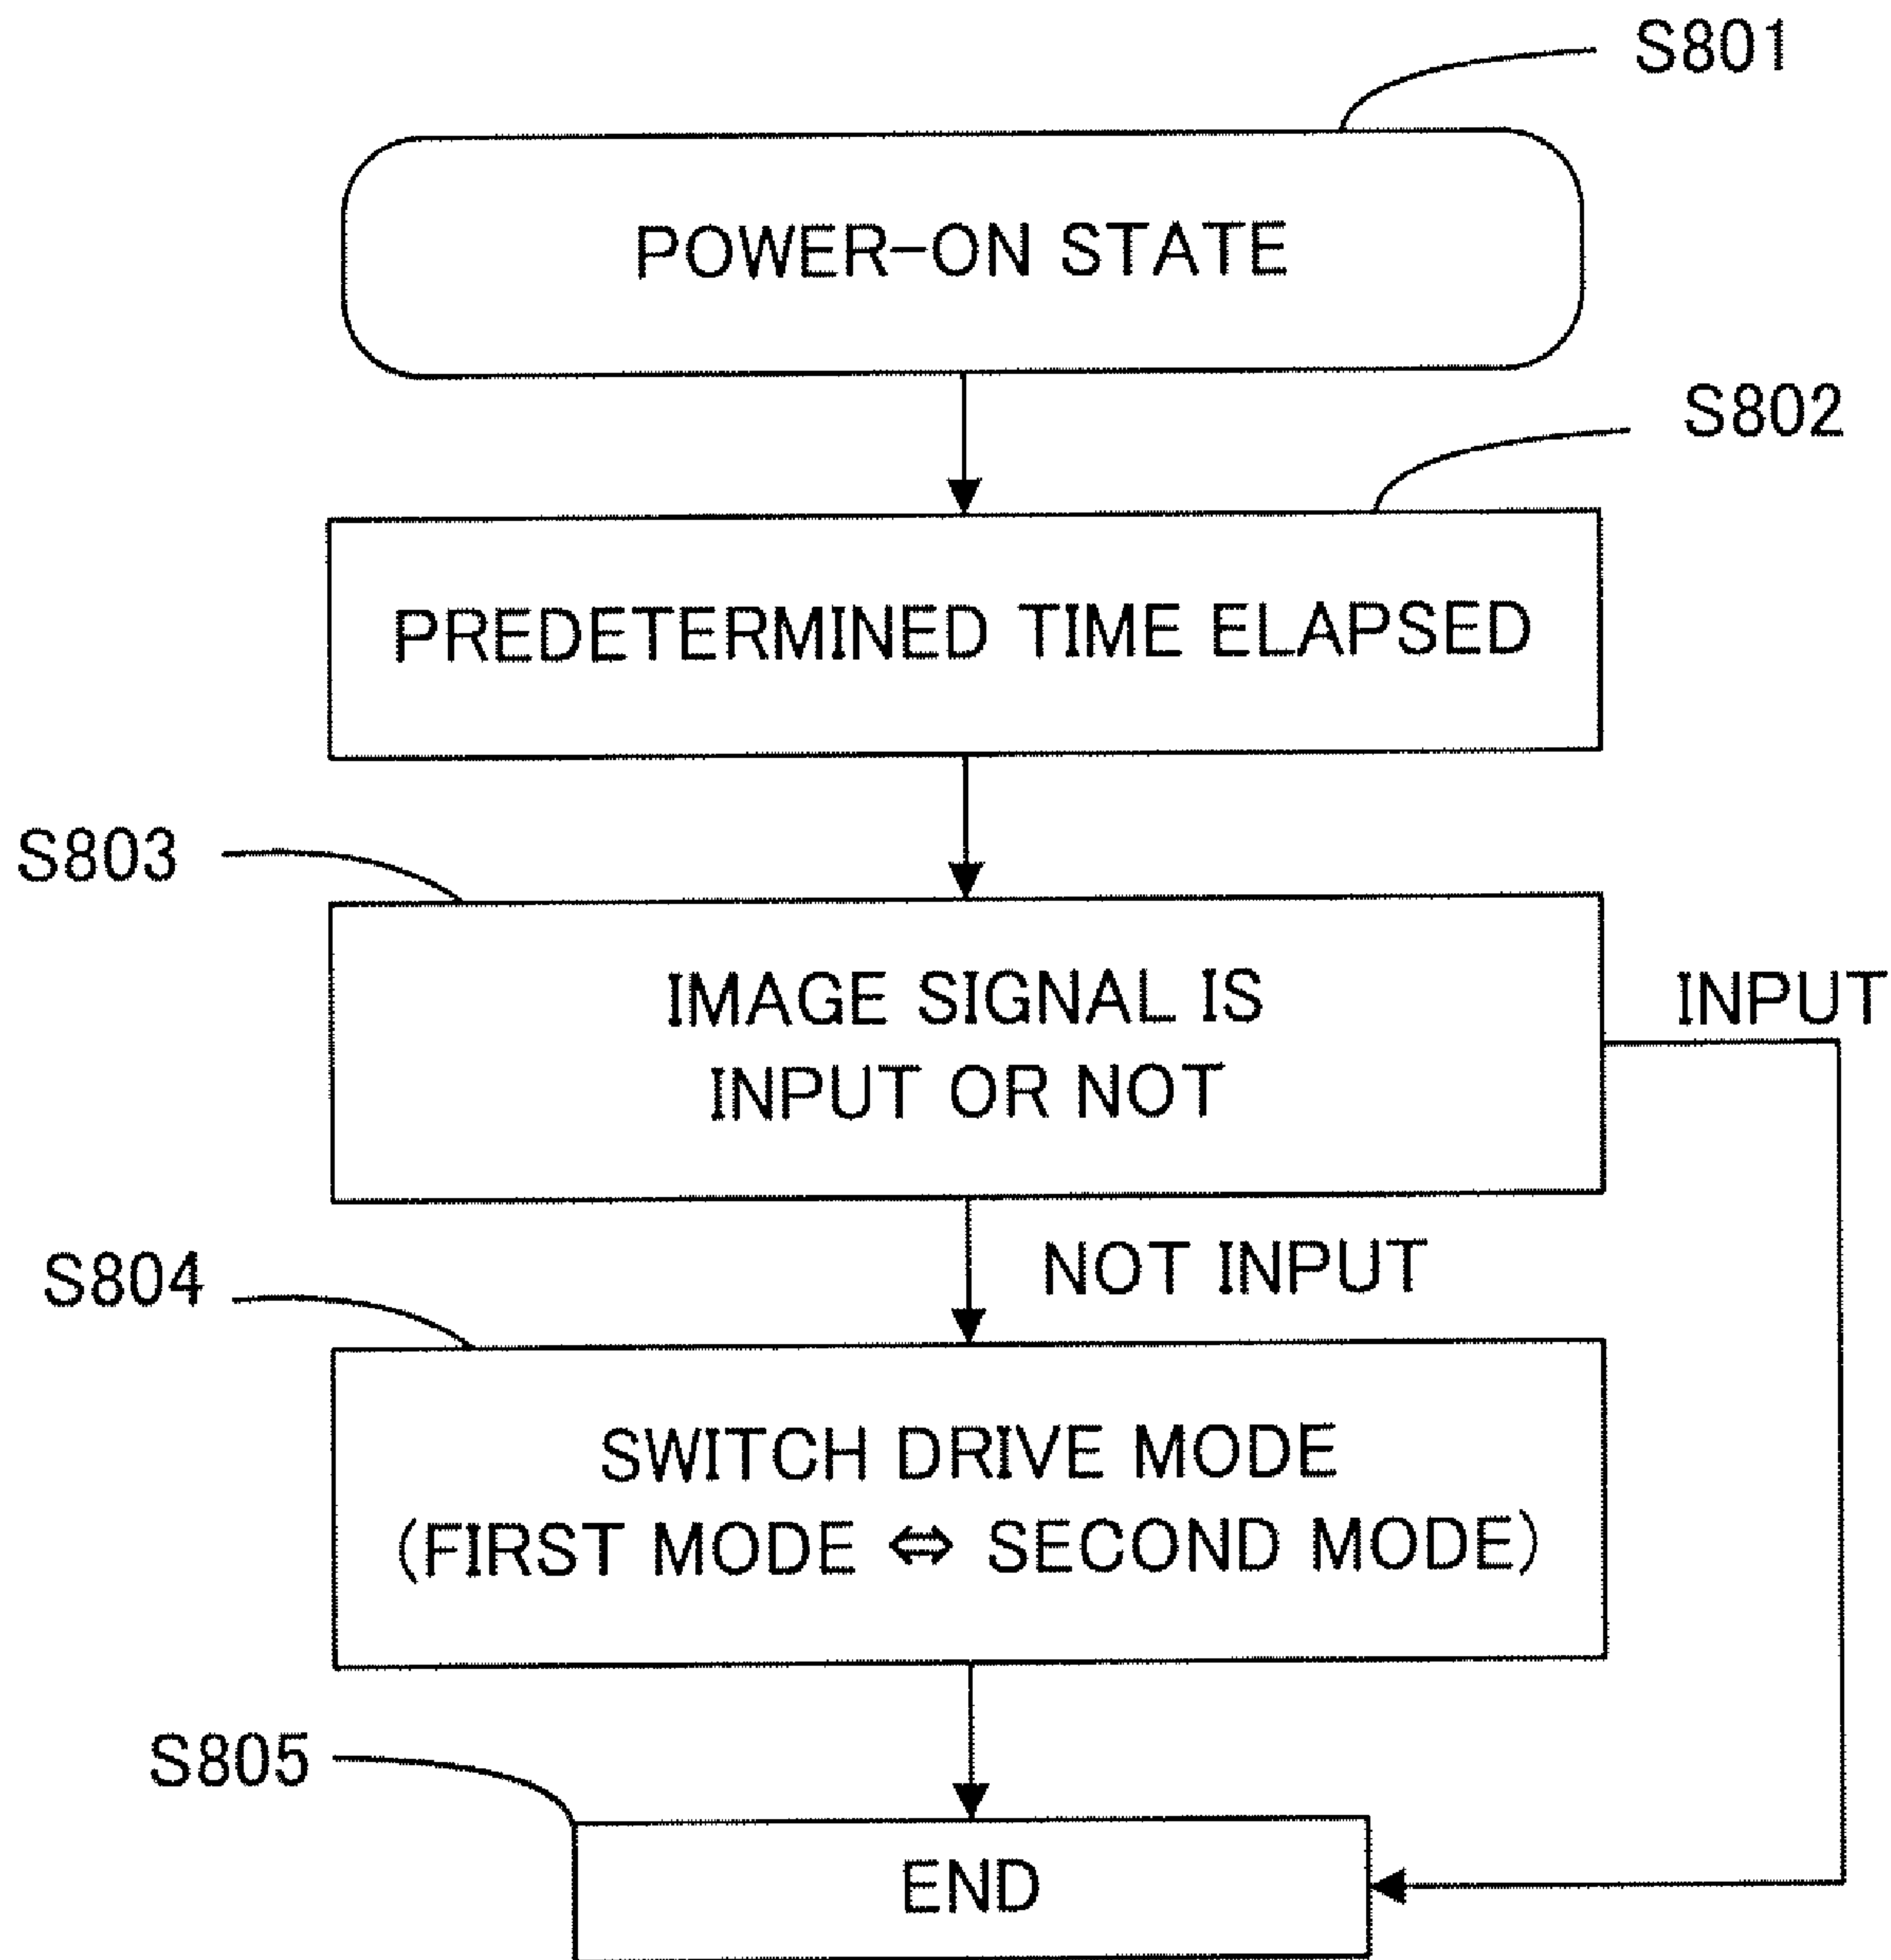 S801
POWER-ON STATE
S802
PREDETERMINED TIME ELAPSED
S803
IMAGE SIGNAL IS
INPUT OR NOT
INPUT
NOT INPUT
S804
SWITCH DRIVE MODE
(FIRST MODE ⇔ SECOND MODE)
S805
END